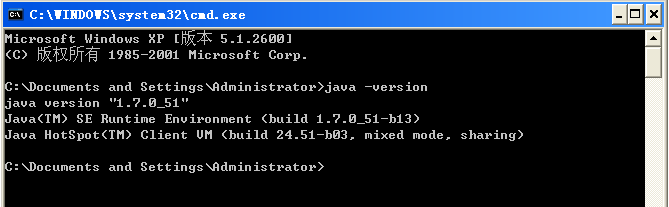 C:\WINDOWS\system32\cmd.exe
Microsoft Windows XP [版本 5.1.2600]
(C) 版权所有 1985-2001 Microsoft Corp.
C:\Documents and Settings\Administrator>java -version
java version "1.7.0_51"
Java(TM) SE Runtime Environment (build 1.7.0_51-b13)
Java HotSpot(TM) Client VM (build 24.51-b03, mixed mode, sharing)
C:\Documents and Settings\Administrator>